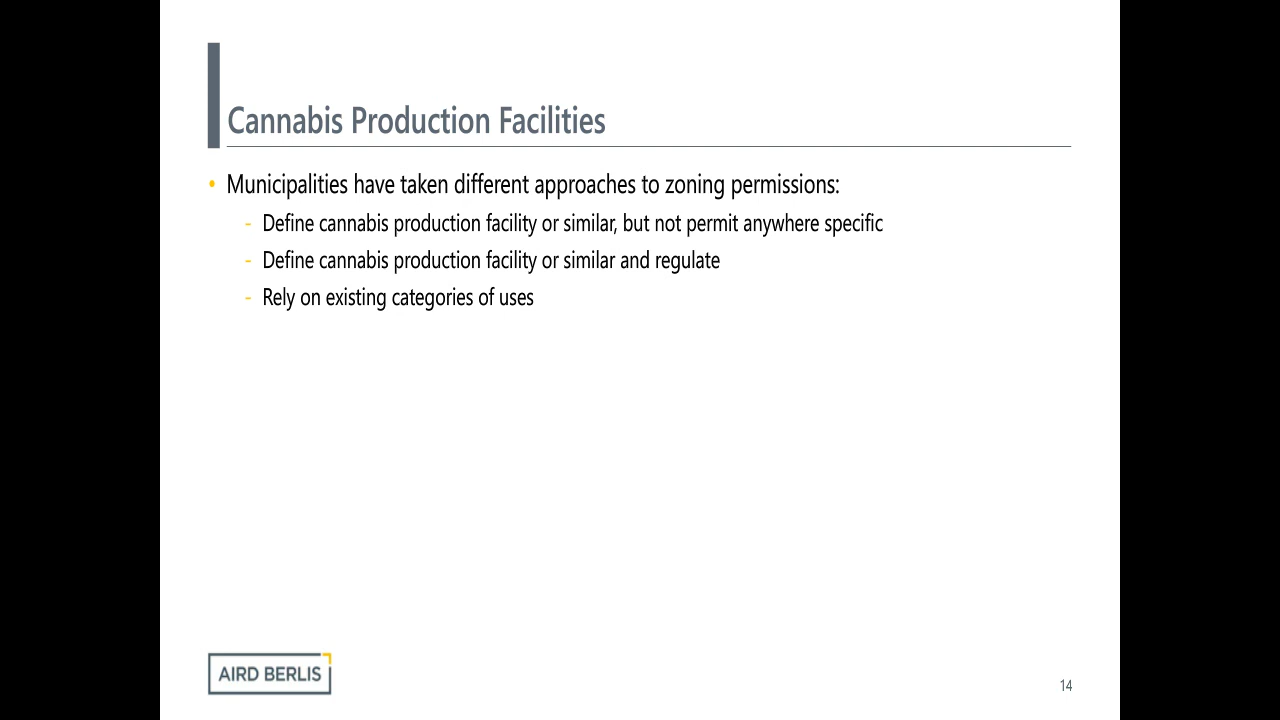 Cannabis Production Facilities
• Municipalities have taken different approaches to zoning permissions:
- Define cannabis production facility or similar, but not permit anywhere specific
- Define cannabis production facility or similar and regulate
- Rely on existing categories of uses
AIRD BERLIS
14